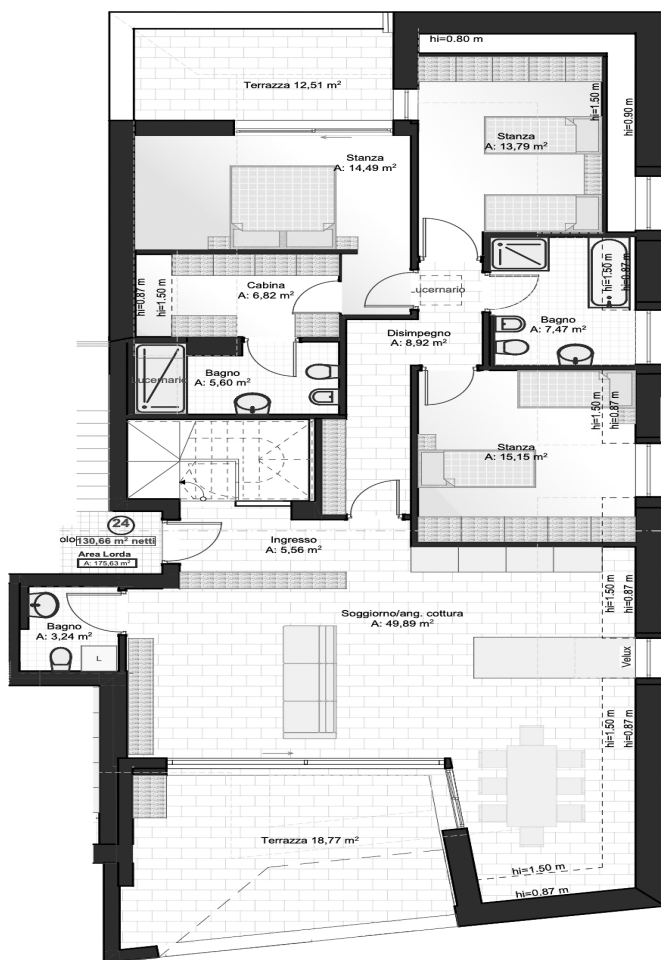 hi=0.80 m
Terrazza 12,51 m²
hi=1.50 m
hi=0.90 m
Stanza
A: 13,79 m²
Stanza
A: 14,49 m²
hi=0.87 m
hi=1.50 m
Cabina
A: 6,82 m²
Lucernario
hi=1.50 m
hi=0.87 m
Bagno
A: 7,47 m²
Disimpegno
A: 8,92 m²
Lucernario
Bagno
A: 5,60 m²
hi=1.50 m
hi=0.87 m
Stanza
A: 15,15 m²
24
olo 130,66 m² netti
Area Lorda
A: 175,63 m²
Ingresso
A: 5,56 m²
hi=1.50 m
hi=0.87 m
Soggiorno/ang. cottura
A: 49,89 m²
Bagno
A: 3,24 m²
L
Velux
hi=1.50 m
hi=0.87 m
Terrazza 18,77 m²
hi=1.50 m
hi=0.87 m